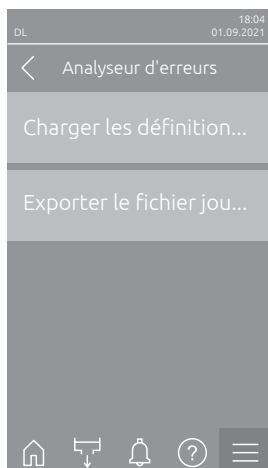 18:04
DL 01.09.2021
Analyseur d'erreurs
Charger les définition...
Exporter le fichier jou...
?